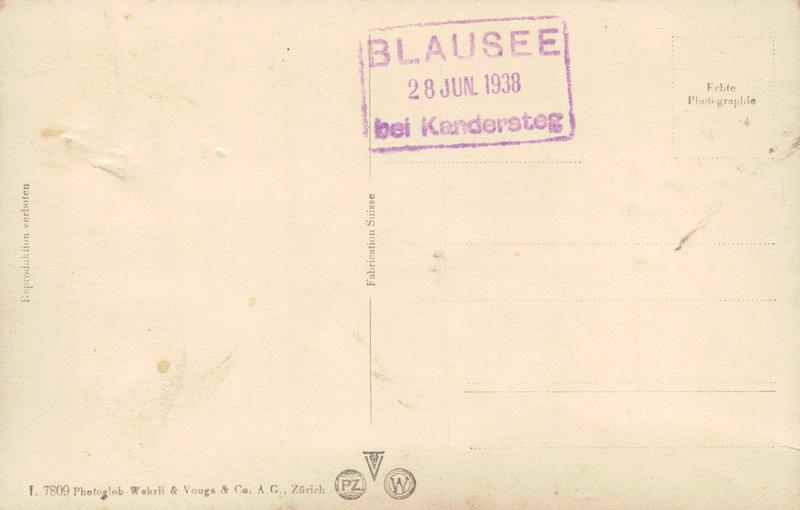 BLAUSEE
28 JUN. 1938
bei Kandersteg
Echte
Photographie
Reproduktion verboten
Fabrication Suisse
L. 7809 Photoglob-Wehrli & Vouga & Co. A.G., Zürich
PZ
W